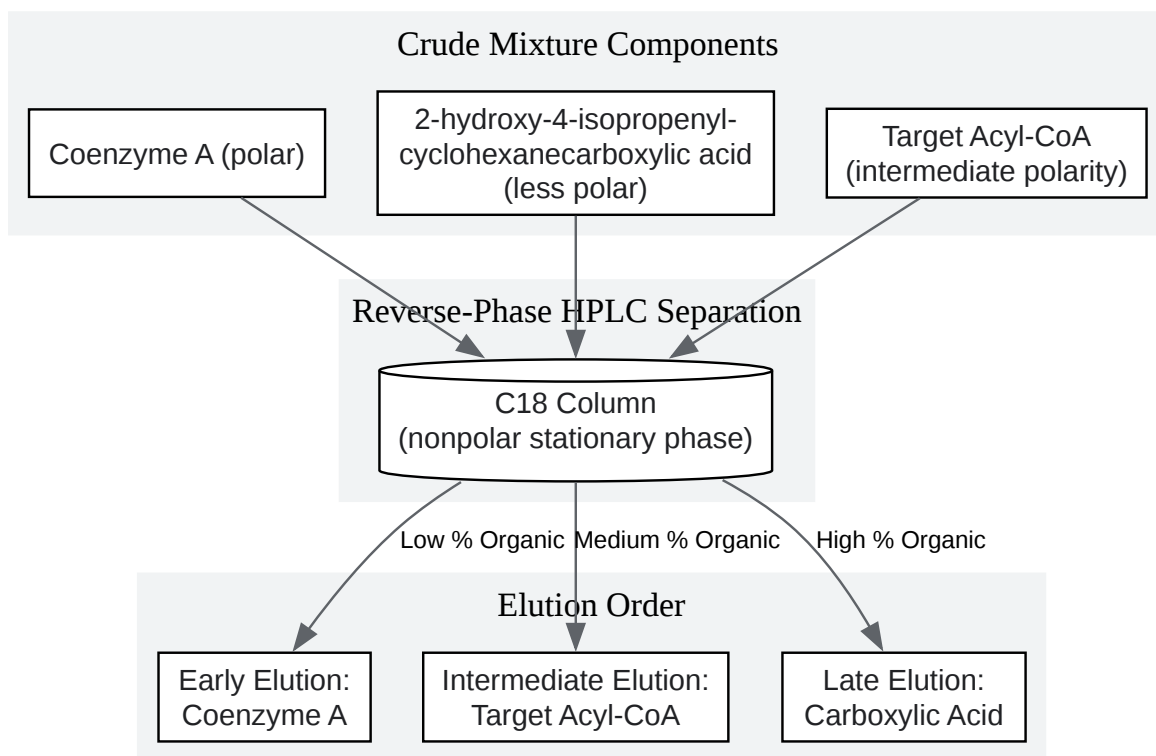 Crude Mixture Components
Coenzyme A (polar)
2-hydroxy-4-isopropenyl-
cyclohexanecarboxylic acid
(less polar)
Target Acyl-CoA
(intermediate polarity)
Reverse-Phase HPLC Separation
C18 Column
(nonpolar stationary phase)
Low % Organic
Medium % Organic
High % Organic
Elution Order
Early Elution:
Coenzyme A
Intermediate Elution:
Target Acyl-CoA
Late Elution:
Carboxylic Acid